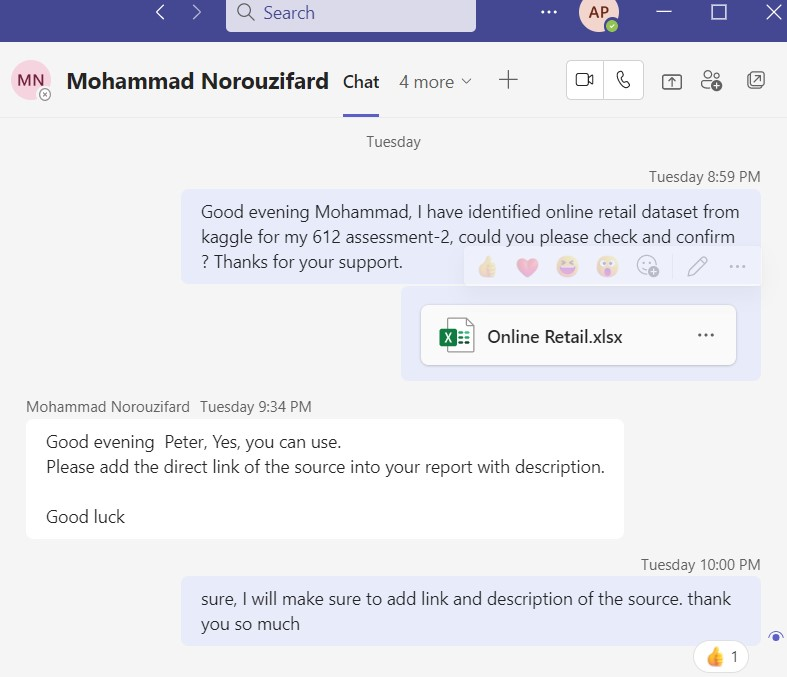 Search
AP
MN
Mohammad Norouzifard Chat 4 more
Tuesday
Tuesday 8:59 PM
Good evening Mohammad, I have identified online retail dataset from
kaggle for my 612 assessment-2, could you please check and confirm
? Thanks for your support.
Online Retail.xlsx
Mohammad Norouzifard Tuesday 9:34 PM
Good evening  Peter, Yes, you can use.
Please add the direct link of the source into your report with description.
Good luck
Tuesday 10:00 PM
sure, I will make sure to add link and description of the source. thank
you so much
1